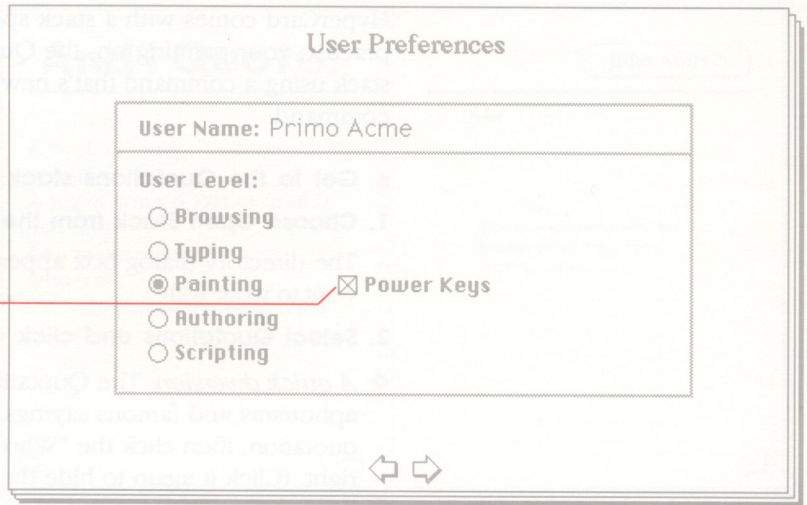 User Preferences
User Name: Primo Acme
User Level:
Browsing
Typing
Painting
Power Keys
Authoring
Scripting